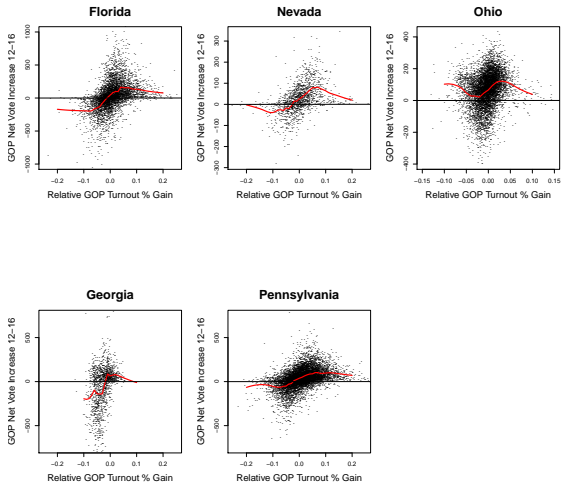 Florida
GOP Net Vote Increase 12−16
1000
500
0
−500
−1000
−0.2 −0.1 0.0 0.1 0.2
Relative GOP Turnout % Gain
Nevada
GOP Net Vote Increase 12−16
300
200
100
0
−100
−200
−300
−0.2 −0.1 0.0 0.1 0.2
Relative GOP Turnout % Gain
Ohio
GOP Net Vote Increase 12−16
400
200
0
−200
−400
−0.15 −0.10 −0.05 0.00 0.05 0.10 0.15
Relative GOP Turnout % Gain
Georgia
GOP Net Vote Increase 12−16
500
0
−500
−0.2 −0.1 0.0 0.1 0.2
Relative GOP Turnout % Gain
Pennsylvania
GOP Net Vote Increase 12−16
500
0
−500
−0.2 −0.1 0.0 0.1 0.2
Relative GOP Turnout % Gain